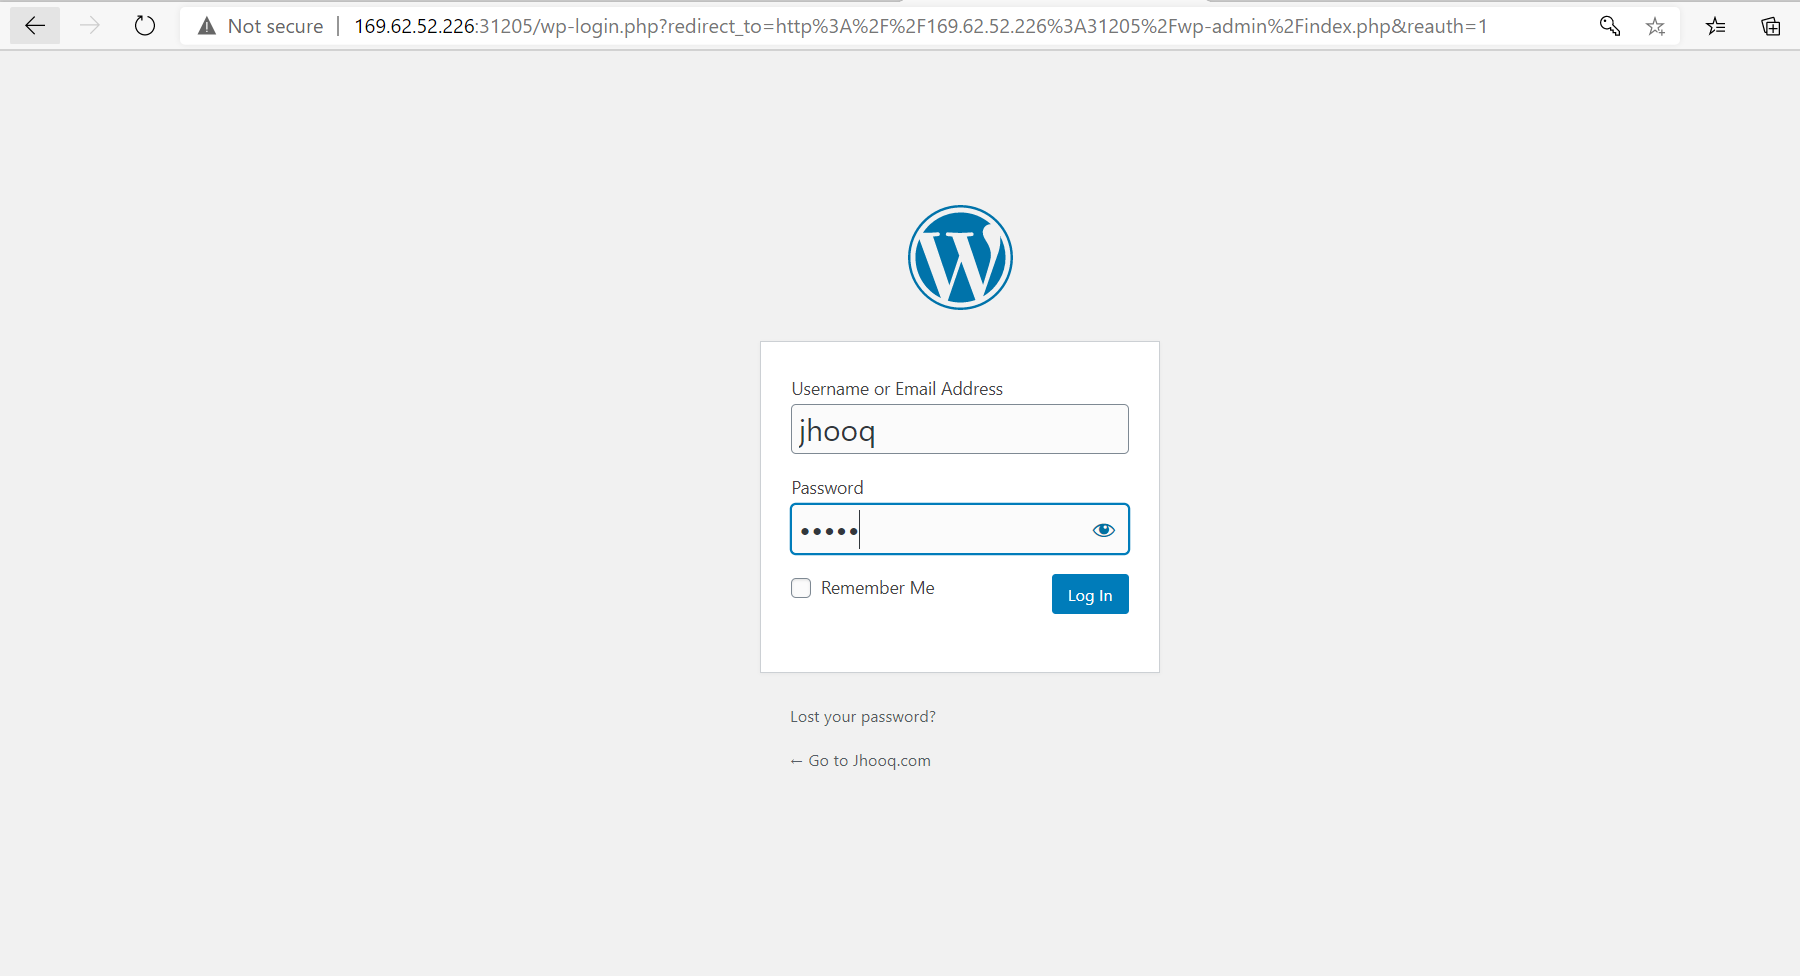 Not secure | 169.62.52.226:31205/wp-login.php?redirect_to=http%3A%2F%2F169.62.52.226%3A31205%2Fwp-admin%2Findex.php&reauth=1
W
Username or Email Address
jhooq
Password
•••••
Remember Me
Log In
Lost your password?
← Go to Jhooq.com